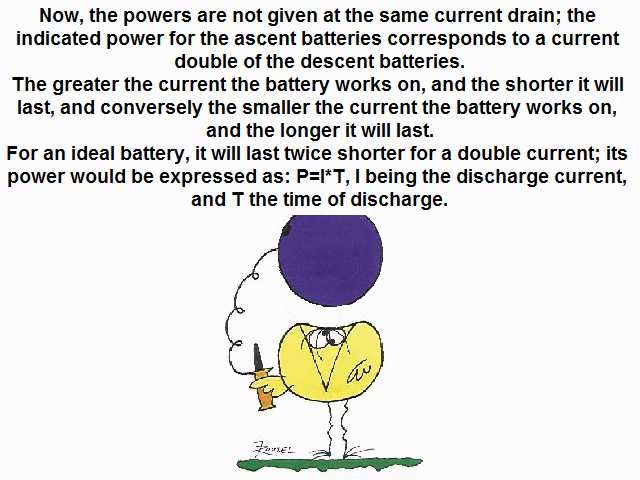 Now, the powers are not given at the same current drain; the
indicated power for the ascent batteries corresponds to a current
double of the descent batteries.
The greater the current the battery works on, and the shorter it will
last, and conversely the smaller the current the battery works on,
and the longer it will last.
For an ideal battery, it will last twice shorter for a double current; its
power would be expressed as: P=I*T, I being the discharge current,
and T the time of discharge.